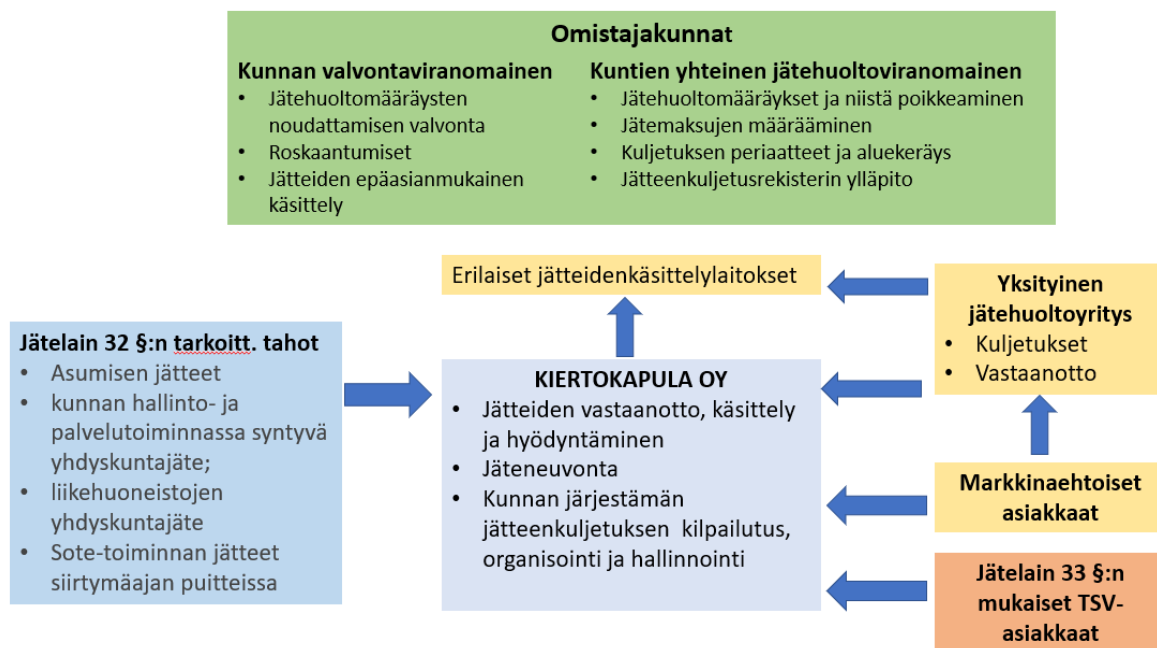 Omistajakunnat
Kunnan valvontaviranomainen
• Jätehuoltomääräysten
noudattamisen valvonta
• Roskaantumiset
• Jätteiden epäasianmukainen
käsittely
Kuntien yhteinen jätehuoltoviranomainen
• Jätehuoltomääräykset ja niistä poikkeaminen
• Jätemaksujen määrääminen
• Kuljetuksen periaatteet ja aluekeräys
• Jätteenkuljetusrekisterin ylläpito
Erilaiset jätteidenkäsittelylaitokset
Yksityinen
jätehuoltoyritys
• Kuljetukset
• Vastaanotto
Jätelain 32 §:n tarkoitt. tahot
• Asumisen jätteet
• kunnan hallinto- ja
palvelutoiminnassa syntyvä
yhdyskuntajäte;
• liikehuoneistojen
yhdyskuntajäte
• Sote-toiminnan jätteet
siirtymäajan puitteissa
KIERTOKAPULA OY
• Jätteiden vastaanotto, käsittely
ja hyödyntäminen
• Jäteneuvonta
• Kunnan järjestämän
jätteenkuljetuksen kilpailutus,
organisointi ja hallinnointi
Markkinaehtoiset
asiakkaat
Jätelain 33 §:n
mukaiset TSV-
asiakkaat